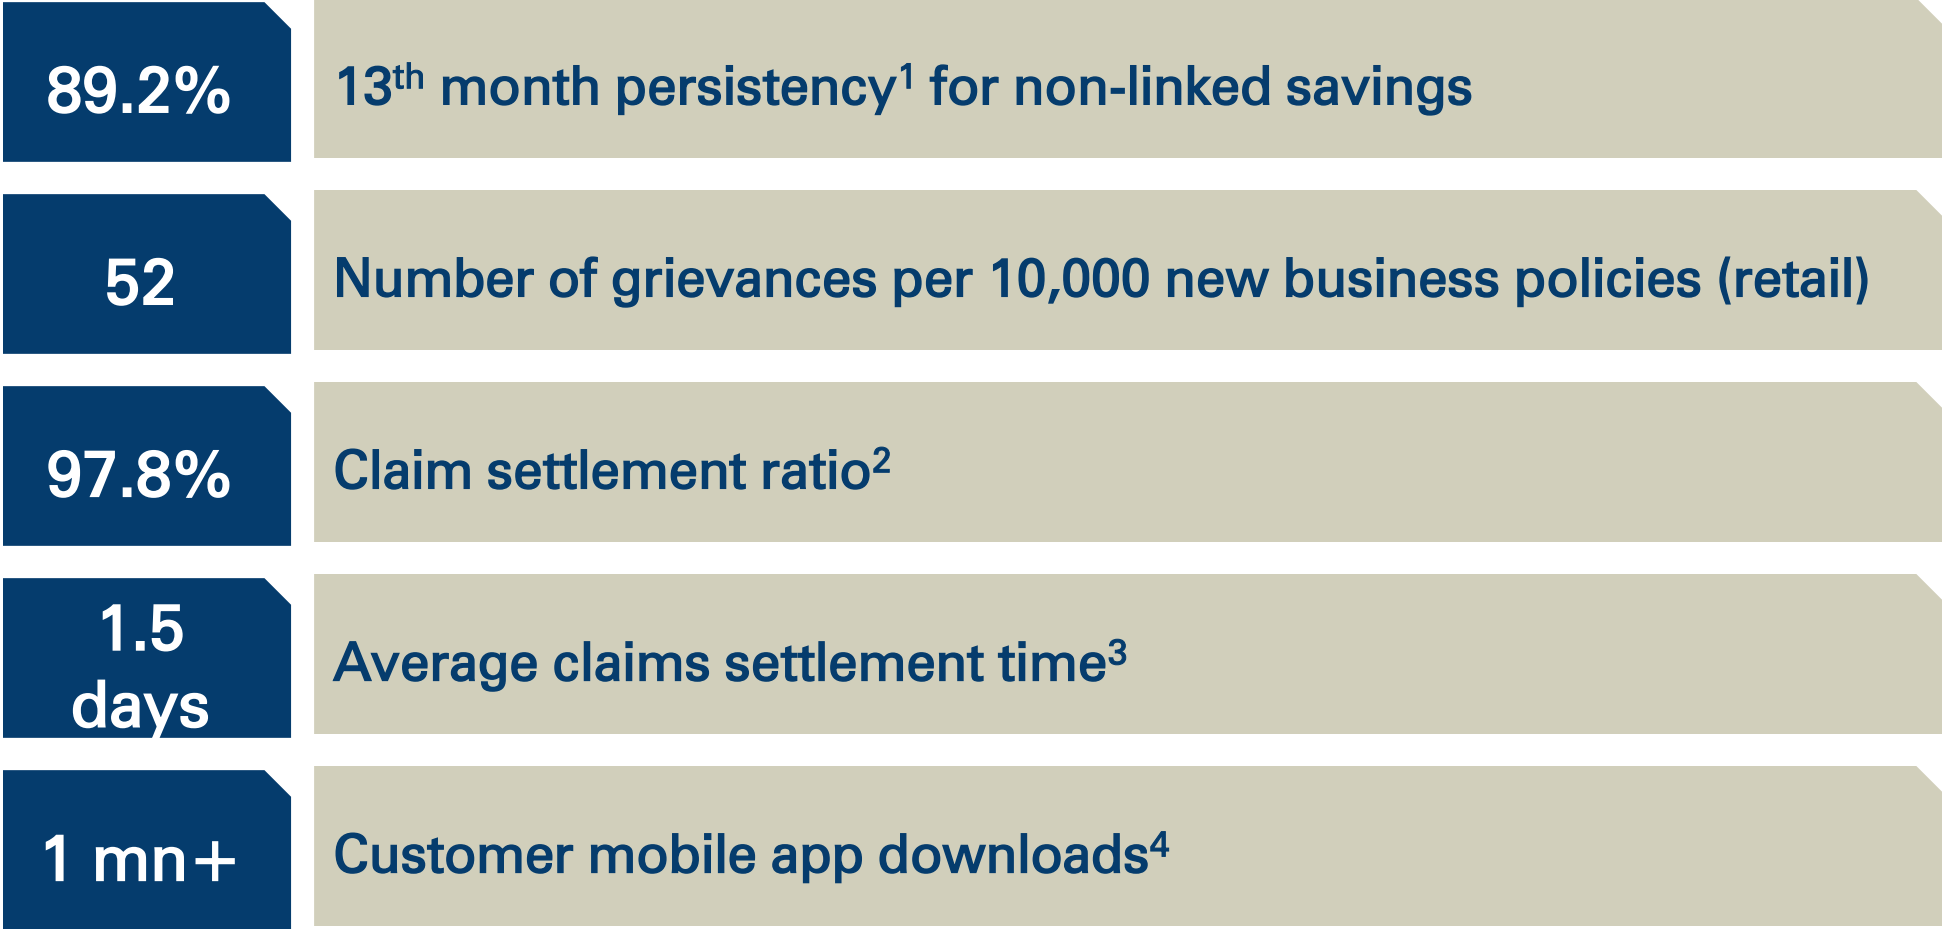 89.2%
13th month persistency1 for non-linked savings
52
Number of grievances per 10,000 new business policies (retail)
97.8%
Claim settlement ratio2
1.5
days
Average claims settlement time3
1 mn+
Customer mobile app downloads4